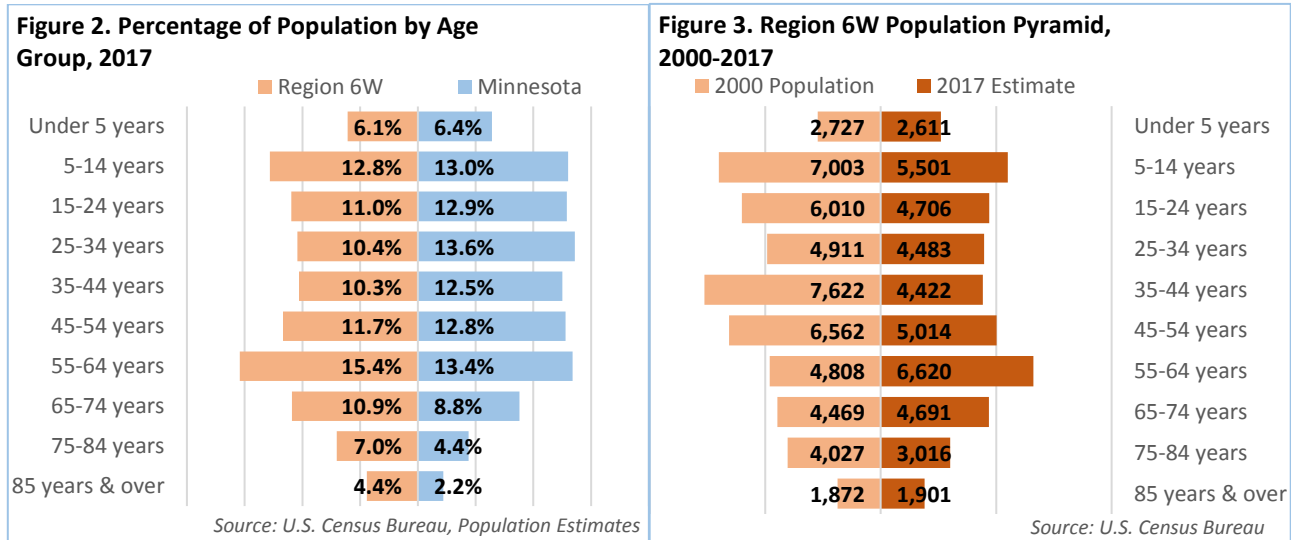 Figure 2. Percentage of Population by Age
Group, 2017
Region 6W Minnesota
Under 5 years 6.1% 6.4%
5-14 years 12.8% 13.0%
15-24 years 11.0% 12.9%
25-34 years 10.4% 13.6%
35-44 years 10.3% 12.5%
45-54 years 11.7% 12.8%
55-64 years 15.4% 13.4%
65-74 years 10.9% 8.8%
75-84 years 7.0% 4.4%
85 years & over 4.4% 2.2%
Source: U.S. Census Bureau, Population Estimates
Figure 3. Region 6W Population Pyramid,
2000-2017
2000 Population 2017 Estimate
2,727 2,611 Under 5 years
7,003 5,501 5-14 years
6,010 4,706 15-24 years
4,911 4,483 25-34 years
7,622 4,422 35-44 years
6,562 5,014 45-54 years
4,808 6,620 55-64 years
4,469 4,691 65-74 years
4,027 3,016 75-84 years
1,872 1,901 85 years & over
Source: U.S. Census Bureau